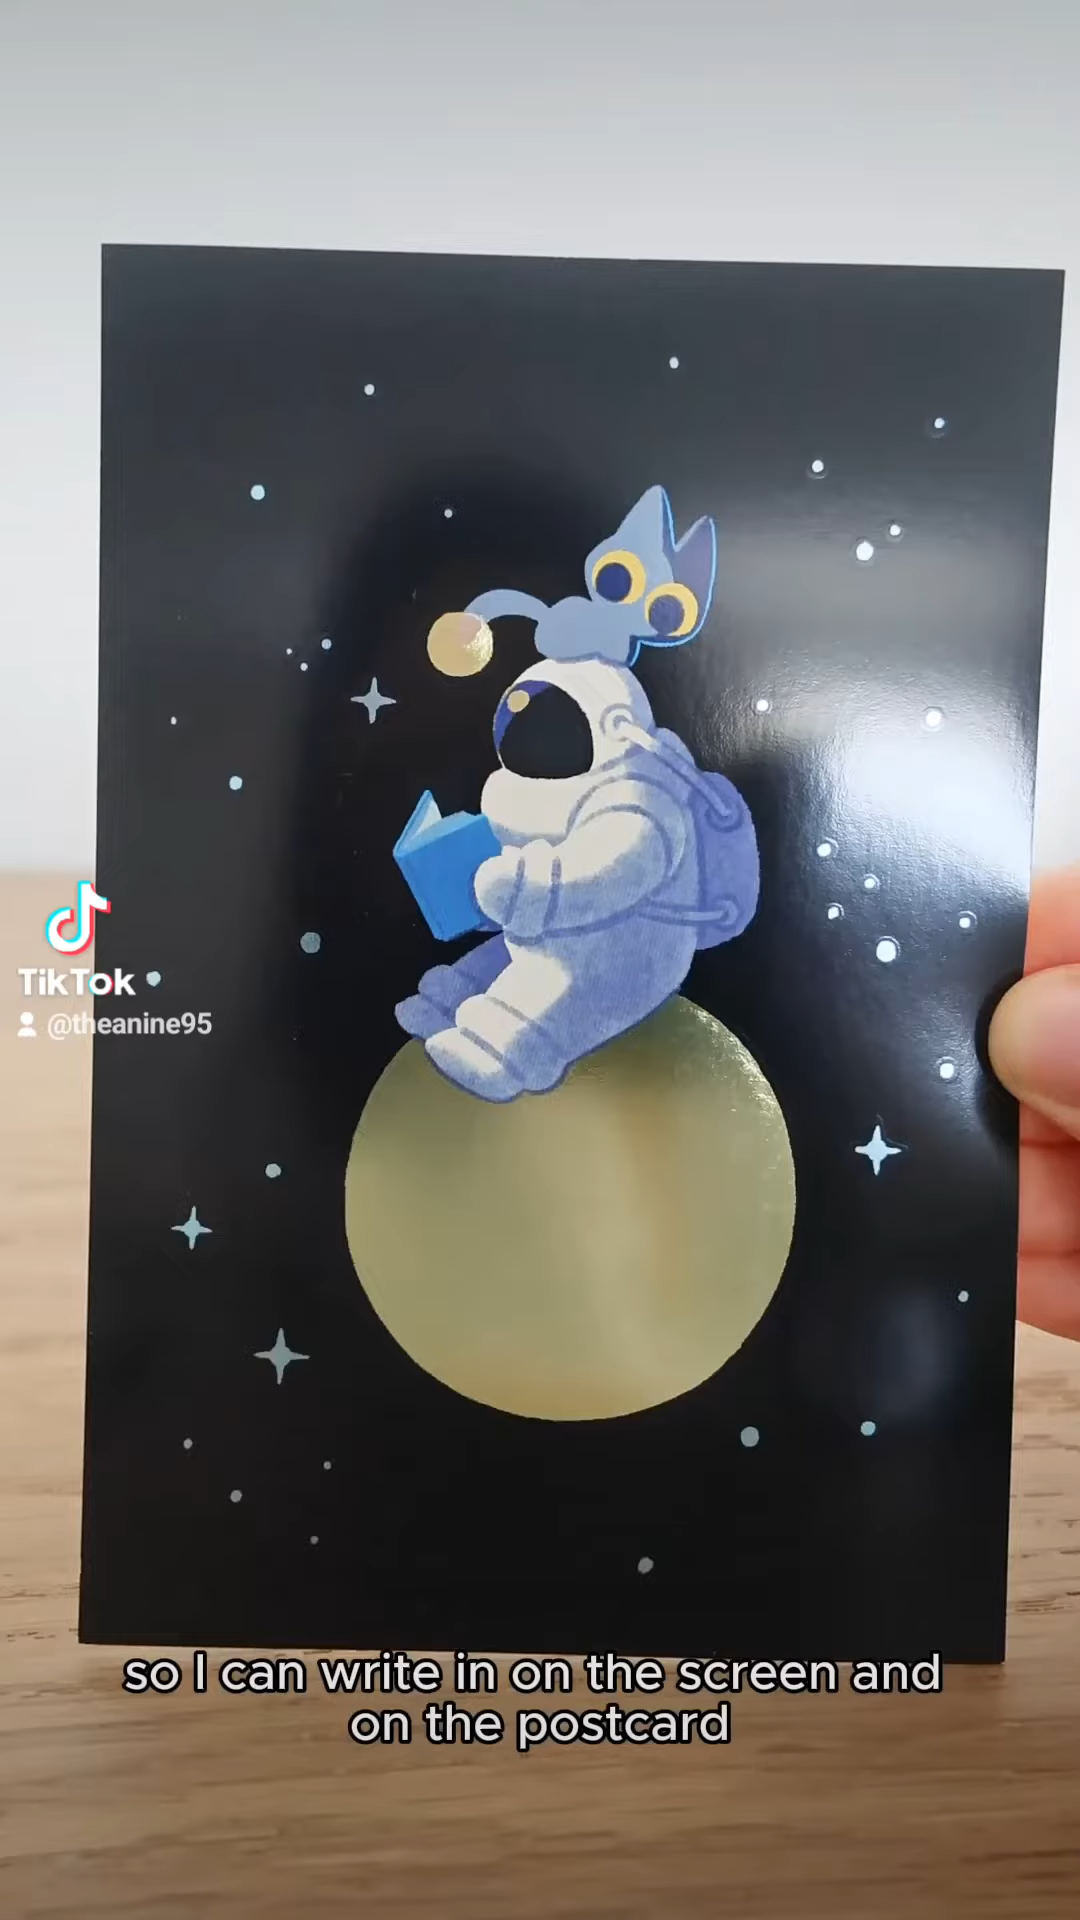 TikTok
@theanine95
so I can write in on the screen and
on the postcard